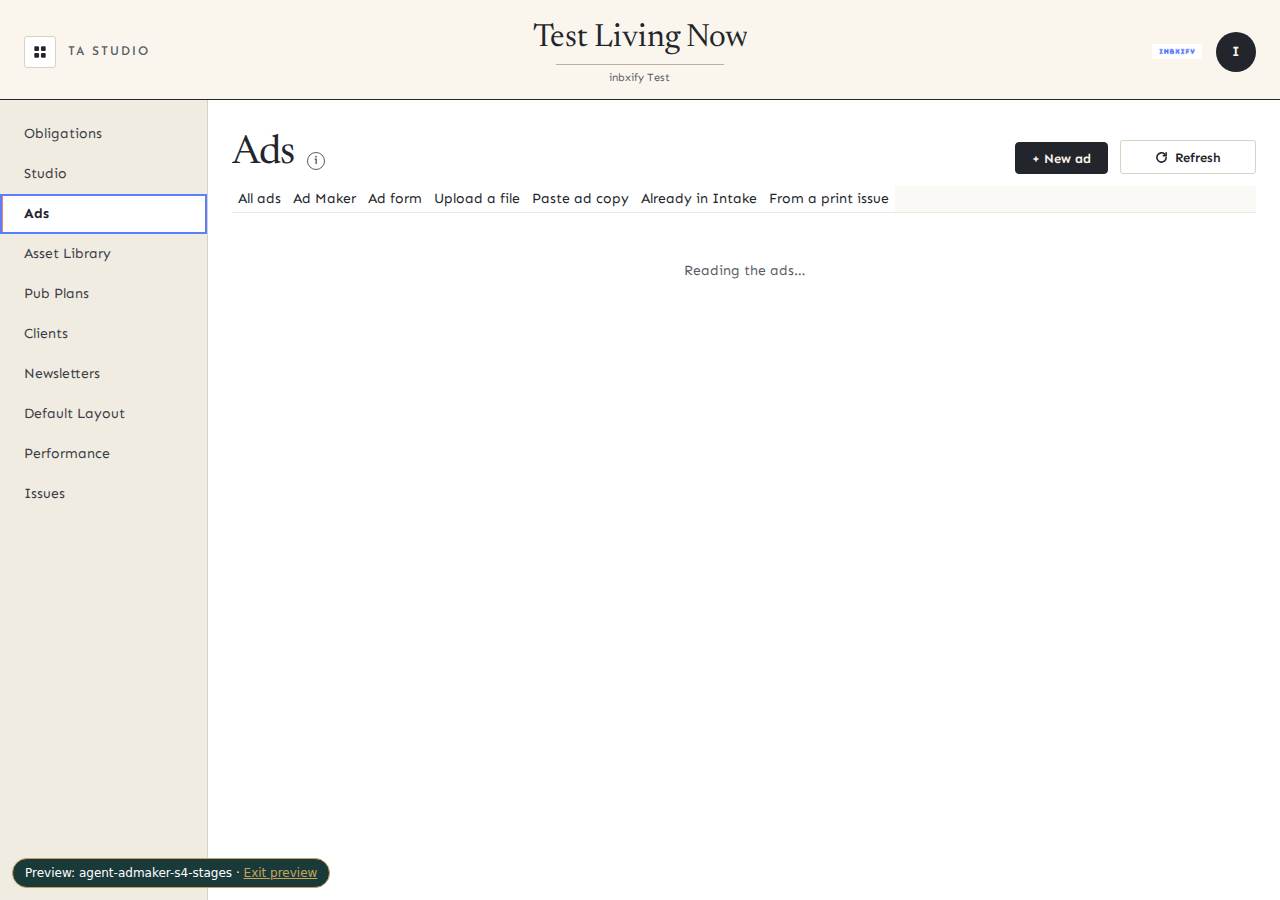 TA STUDIO
Test Living Now
inbxify Test
INBXIFY
I
Obligations
Studio
Ads
Asset Library
Pub Plans
Clients
Newsletters
Default Layout
Performance
Issues
Ads
i
+ New ad
Refresh
All ads Ad Maker Ad form Upload a file Paste ad copy Already in Intake From a print issue
Reading the ads...
Preview: agent-admaker-s4-stages · Exit preview